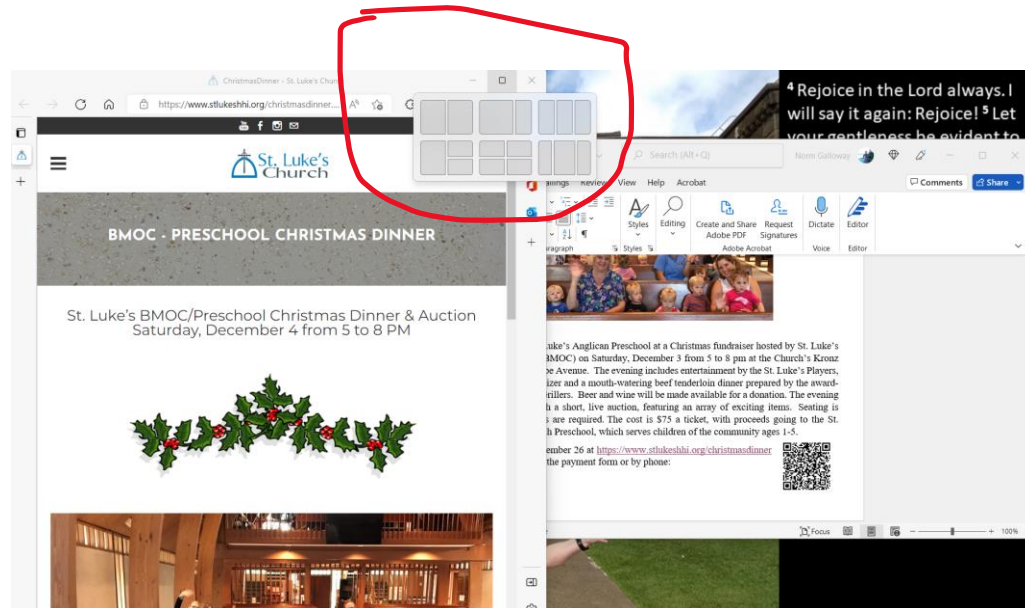 ChristmasDinner - St. Luke's Churc
https://www.stlukeshhi.org/christmasdinner...
St. Luke's
Church
BMOC - PRESCHOOL CHRISTMAS DINNER
St. Luke's BMOC/Preschool Christmas Dinner & Auction
Saturday, December 4 from 5 to 8 PM
4 Rejoice in the Lord always. I
will say it again: Rejoice! 5 Let
your gentleness be evident to
Search (Alt+Q)
Norm Galloway
ailings Review View Help Acrobat
Comments Share
Styles Editing Create and Share Request Dictate Editor
Adobe PDF Signatures
aragraph Styles Adobe Acrobat Voice Editor
uke's Anglican Preschool at a Christmas fundraiser hosted by St. Luke's
BMOC) on Saturday, December 3 from 5 to 8 pm at the Church's Kronz
be Avenue. The evening includes entertainment by the St. Luke's Players,
izer and a mouth-watering beef tenderloin dinner prepared by the award-
rillers. Beer and wine will be made available for a donation. The evening
h a short, live auction, featuring an array of exciting items. Seating is
s are required. The cost is $75 a ticket, with proceeds going to the St.
h Preschool, which serves children of the community ages 1-5.
ember 26 at https://www.stlukeshhi.org/christmasdinner
the payment form or by phone:
Focus
100%